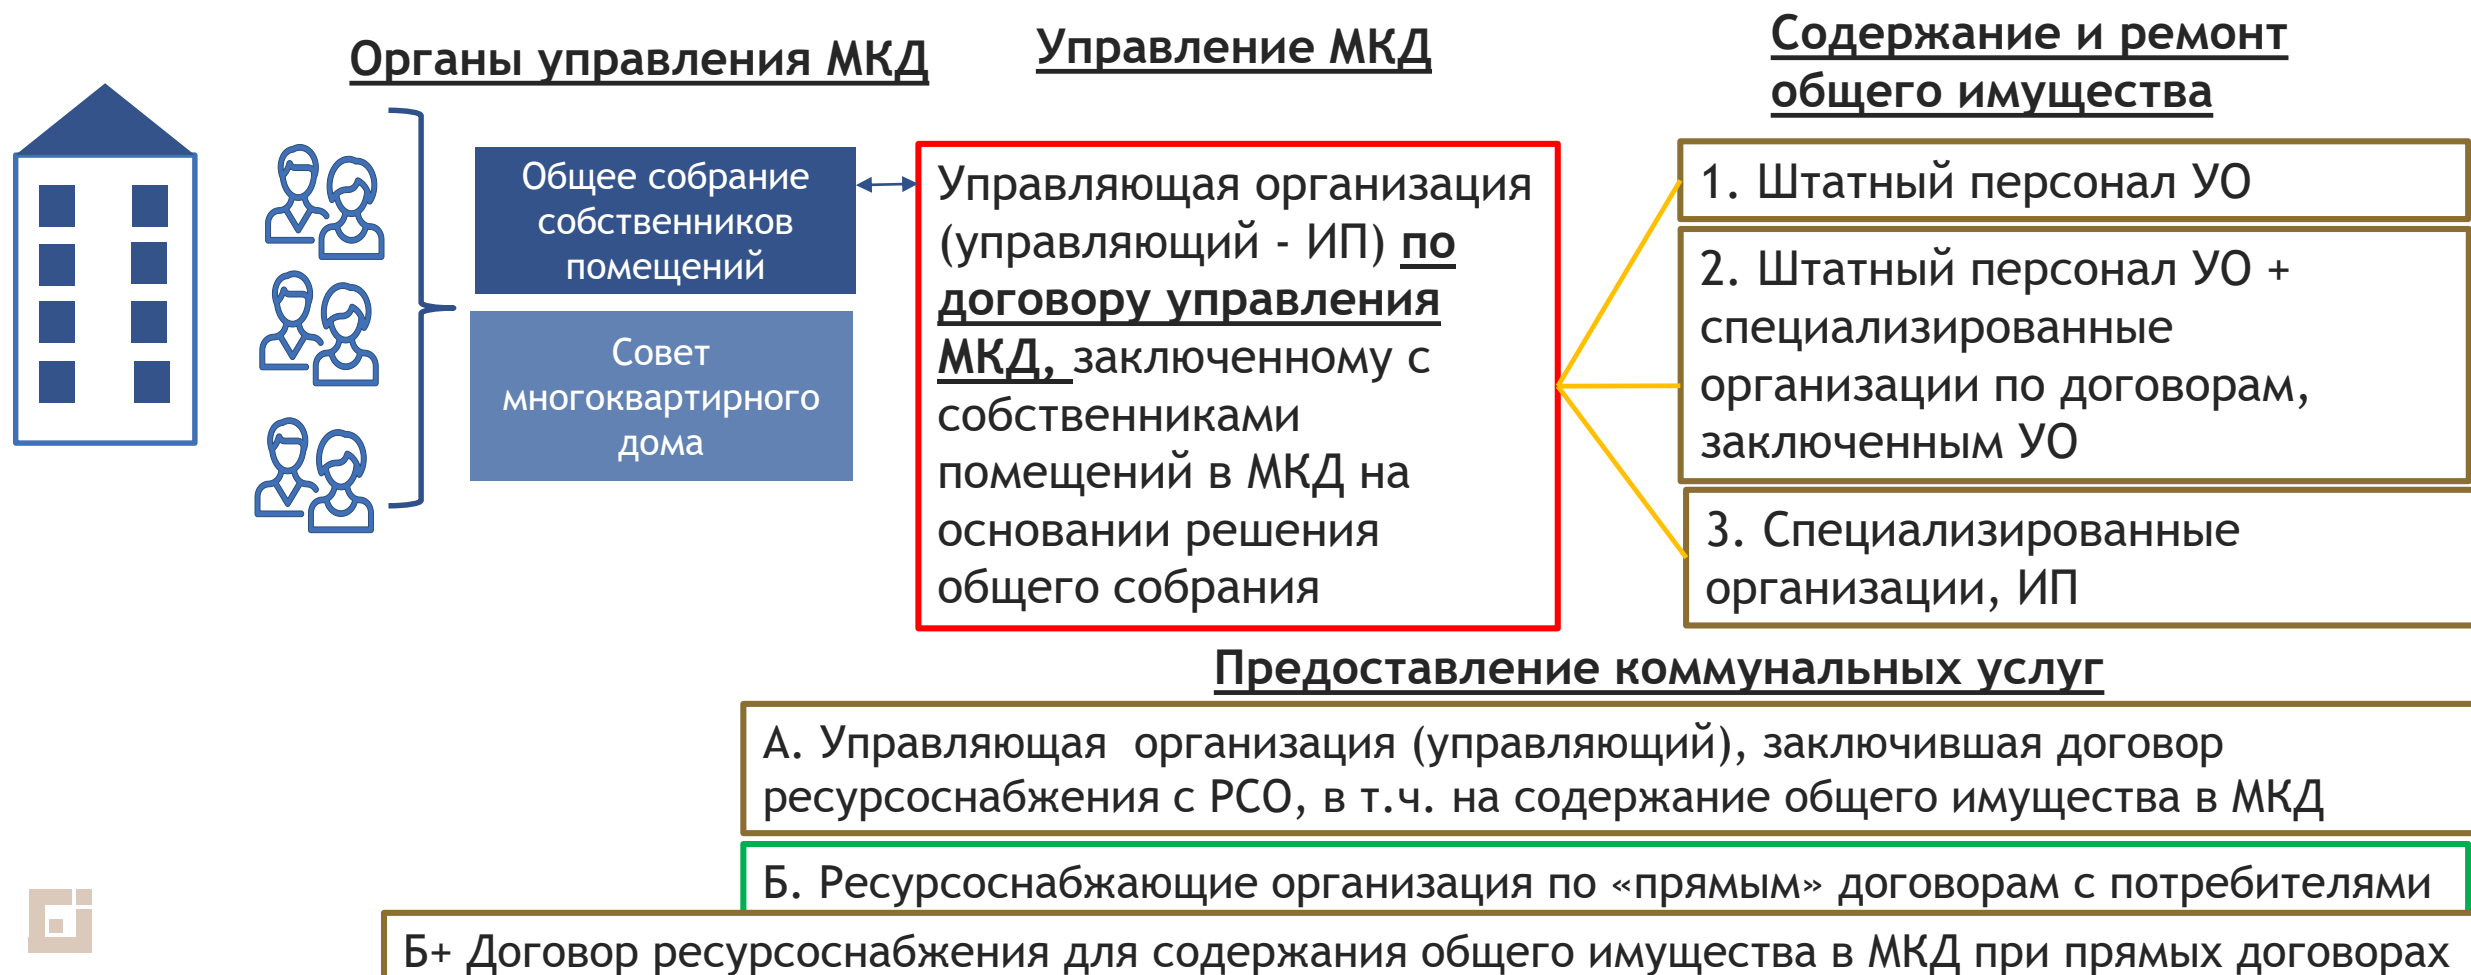 Органы управления МКД
Управление МКД
Содержание и ремонт
общего имущества
Общее собрание
собственников
помещений
Совет
многоквартирного
дома
Управляющая организация
(управляющий - ИП) по
договору управления
МКД, заключенному с
собственниками
помещений в МКД на
основании решения
общего собрания
1. Штатный персонал УО
2. Штатный персонал УО +
специализированные
организации по договорам,
заключенным УО
3. Специализированные
организации, ИП
Предоставление коммунальных услуг
А. Управляющая организация (управляющий), заключившая договор
ресурсоснабжения с РСО, в т.ч. на содержание общего имущества в МКД
Б. Ресурсоснабжающие организация по «прямым» договорам с потребителями
Б+ Договор ресурсоснабжения для содержания общего имущества в МКД при прямых договорах